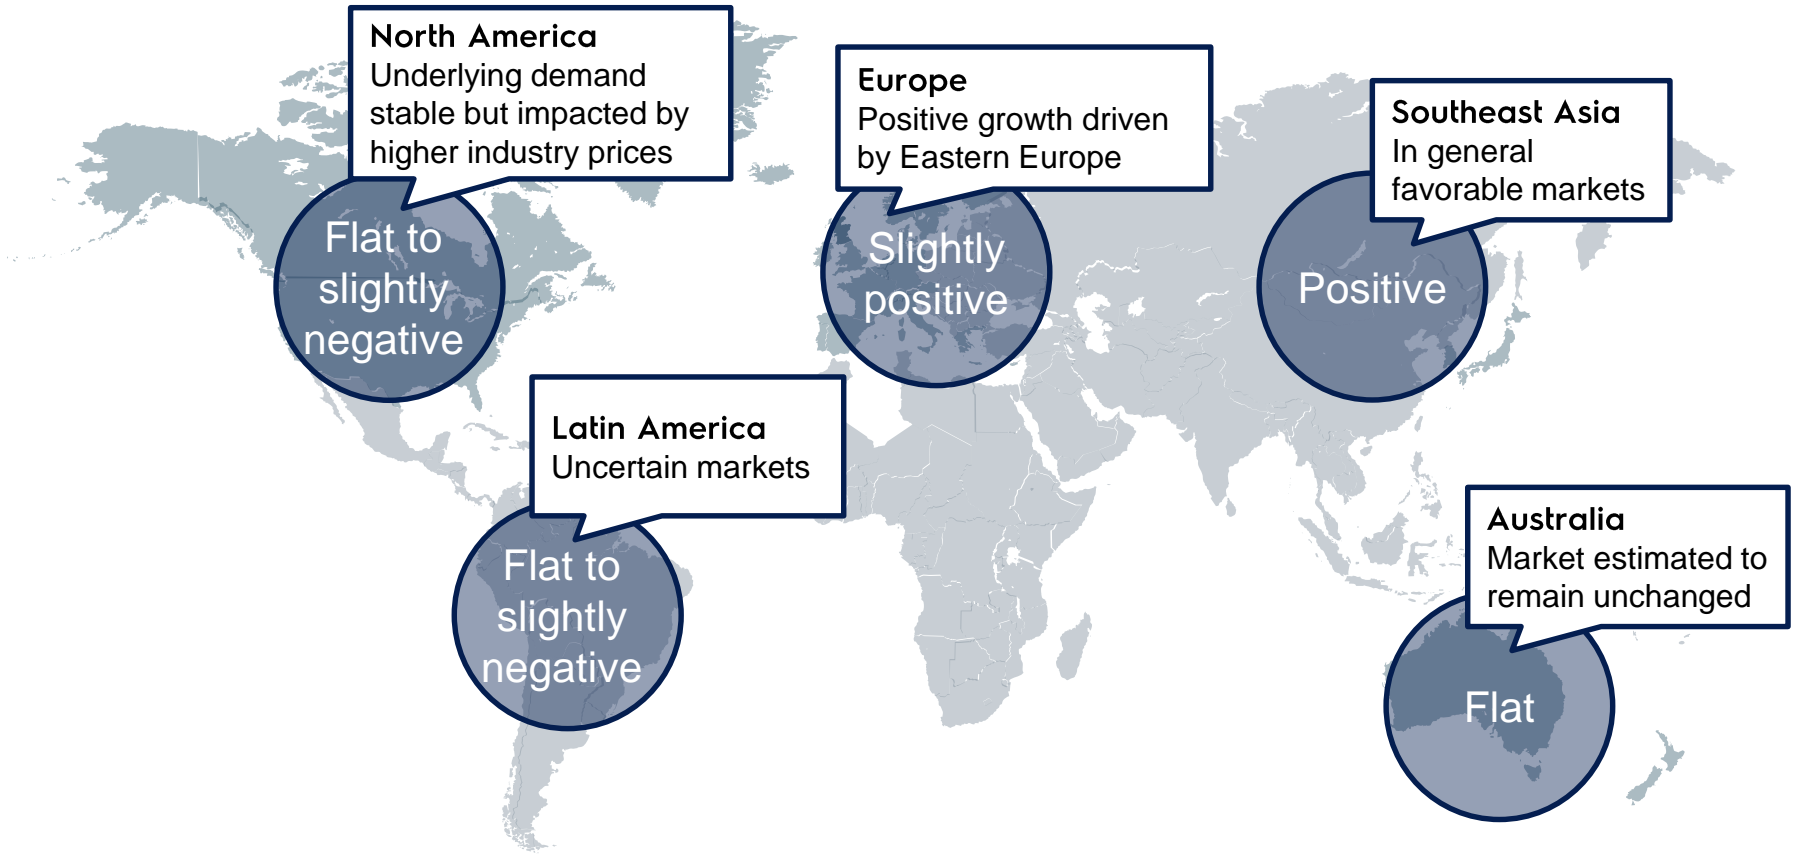 North America
Underlying demand
stable but impacted by
higher industry prices
Flat to
slightly
negative
Europe
Positive growth driven
by Eastern Europe
Slightly
positive
Southeast Asia
In general
favorable markets
Positive
Latin America
Uncertain markets
Flat to
slightly
negative
Australia
Market estimated to
remain unchanged
Flat